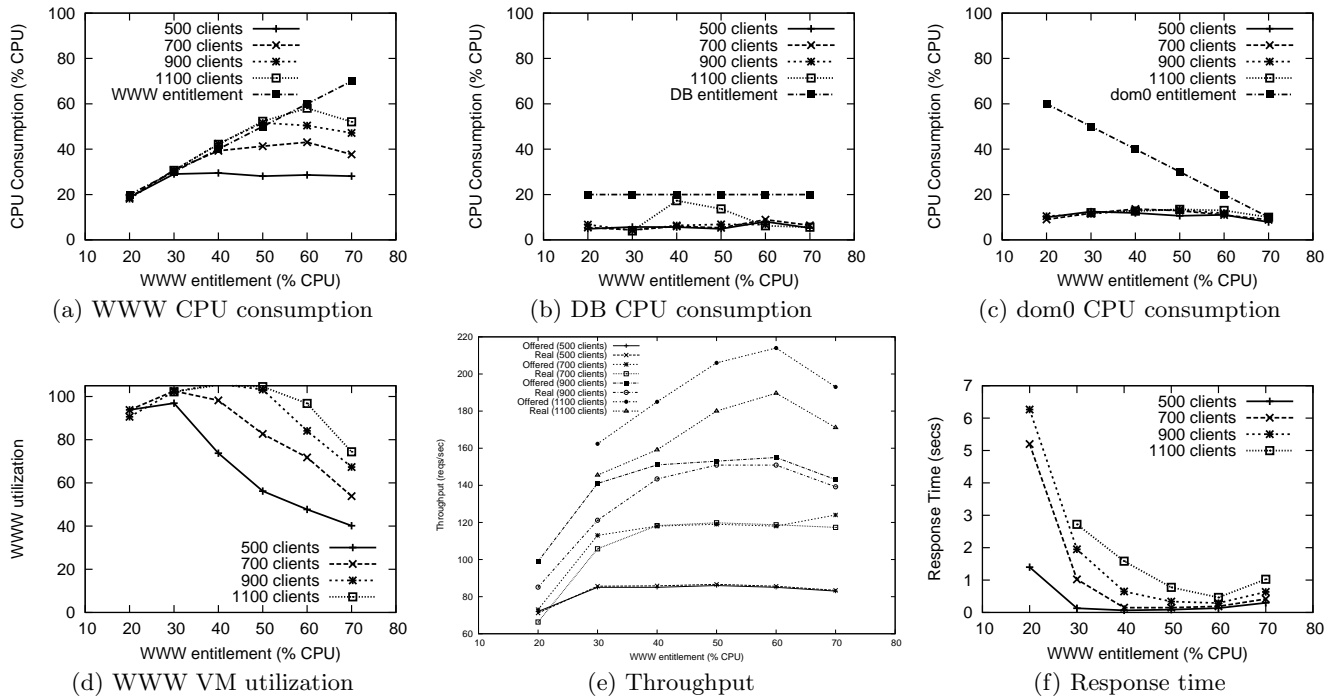 CPU Consumption (% CPU)
100
80
60
40
20
0
500 clients
700 clients
900 clients
1100 clients
WWW entitlement
10 20 30 40 50 60 70 80
WWW entitlement (% CPU)
(a) WWW CPU consumption
CPU Consumption (% CPU)
100
80
60
40
20
0
500 clients
700 clients
900 clients
1100 clients
DB entitlement
10 20 30 40 50 60 70 80
WWW entitlement (% CPU)
(b) DB CPU consumption
CPU Consumption (% CPU)
100
80
60
40
20
0
500 clients
700 clients
900 clients
1100 clients
dom0 entitlement
10 20 30 40 50 60 70 80
WWW entitlement (% CPU)
(c) dom0 CPU consumption
WWW utilization
100
80
60
40
20
0
500 clients
700 clients
900 clients
1100 clients
10 20 30 40 50 60 70 80
WWW entitlement (% CPU)
(d) WWW VM utilization
Throughput (reqs/sec)
220
200
180
160
140
120
100
80
60
Offered (500 clients)
Real (500 clients)
Offered (700 clients)
Real (700 clients)
Offered (900 clients)
Real (900 clients)
Offered (1100 clients)
Real (1100 clients)
10 20 30 40 50 60 70 80
WWW entitlement (% CPU)
(e) Throughput
Response Time (secs)
7
6
5
4
3
2
1
0
500 clients
700 clients
900 clients
1100 clients
10 20 30 40 50 60 70 80
WWW entitlement (% CPU)
(f) Response time